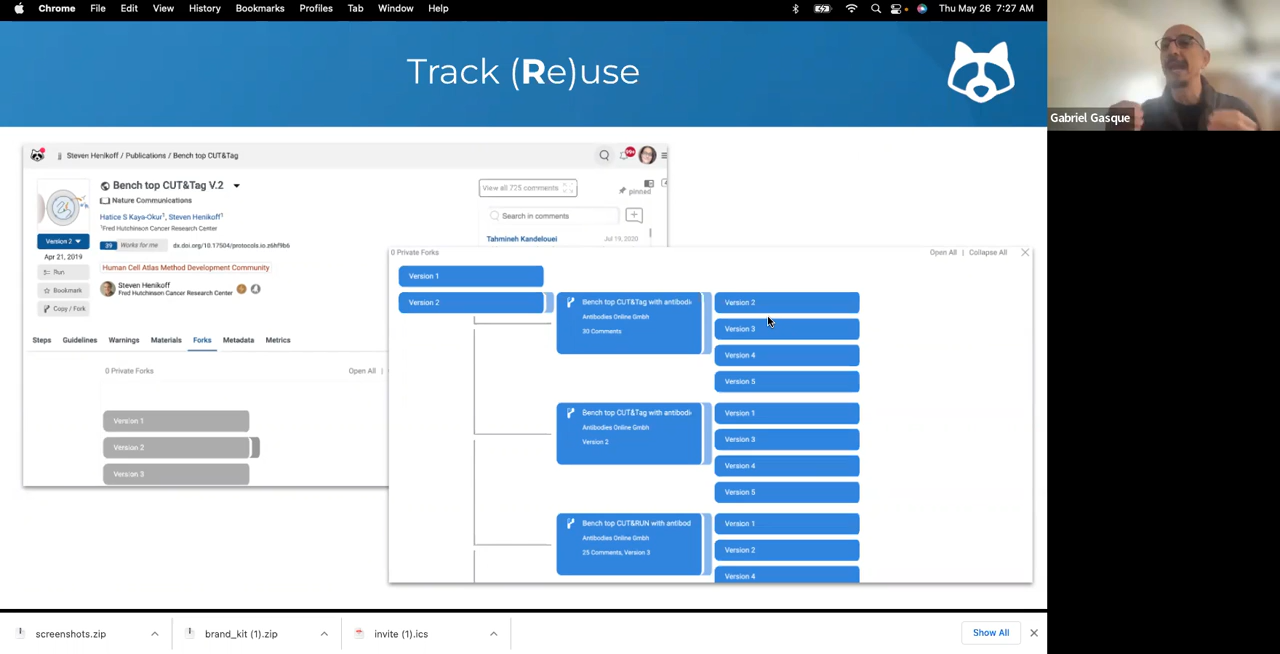 Chrome File Edit View History Bookmarks Profiles Tab Window Help Thu May 26 7:27 AM
Track (Re)use
Gabriel Gasque
Steven Henikoff / Publications / Bench top CUT&Tag
99+
Bench top CUT&Tag V.2
View all 725 comments
pinned
Nature Communications
Search in comments
Hatice S Kaya-Okur1, Steven Henikoff1
1Fred Hutchinson Cancer Research Center
Tahmineh Kandelouei Jul 19, 2020
Version 2
39 Works for me dx.doi.org/10.17504/protocols.io.z6hf9b6
Apr 21, 2019
Human Cell Atlas Method Development Community
Run
Steven Henikoff
Fred Hutchinson Cancer Research Center
Bookmark
Copy / Fork
Steps Guidelines Warnings Materials Forks Metadata Metrics
0 Private Forks Open All |
Version 1
Version 2
Version 3
0 Private Forks Open All | Collapse All
Version 1
Version 2
Bench top CUT&Tag with antibodi
Antibodies Online Gmbh
30 Comments
Version 2
Version 3
Version 4
Version 5
Bench top CUT&Tag with antibodi
Antibodies Online Gmbh
Version 2
Version 1
Version 3
Version 4
Version 5
Bench top CUT&RUN with antibod
Antibodies Online Gmbh
25 Comments, Version 3
Version 1
Version 2
Version 4
screenshots.zip brand_kit (1).zip invite (1).ics Show All